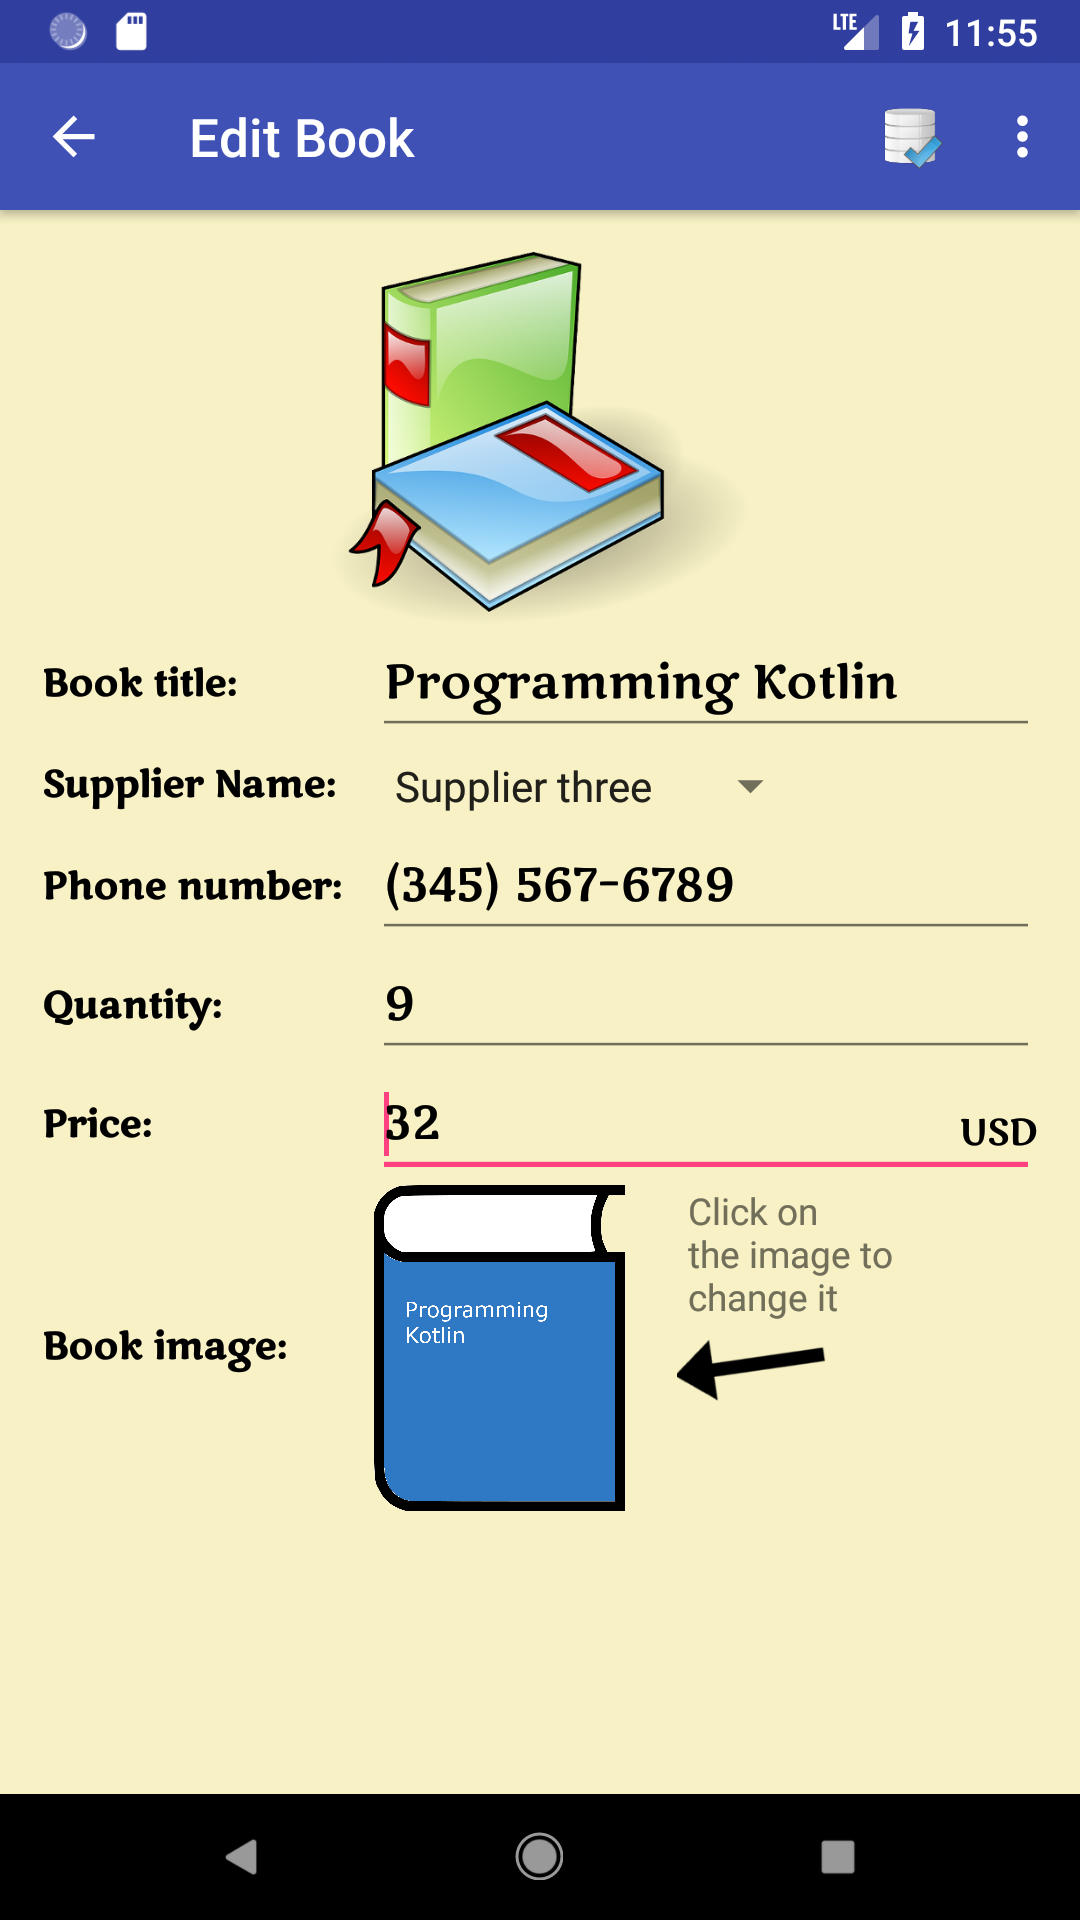 LTE 11:55
Edit Book
Book title: Programming Kotlin
Supplier Name: Supplier three
Phone number: (345) 567-6789
Quantity: 9
Price: 32 USD
Book image:
Programming
Kotlin
Click on
the image to
change it